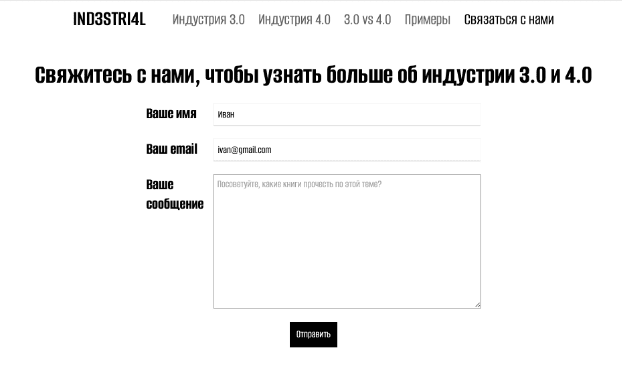 IND3STRI4L Индустрия 3.0 Индустрия 4.0 3.0 vs 4.0 Примеры Связаться с нами
Свяжитесь с нами, чтобы узнать больше об индустрии 3.0 и 4.0
Ваше имя Иван
Ваш email ivan@gmail.com
Ваше Посоветуйте, какие книги прочесть по этой теме?
сообщение
Отправить